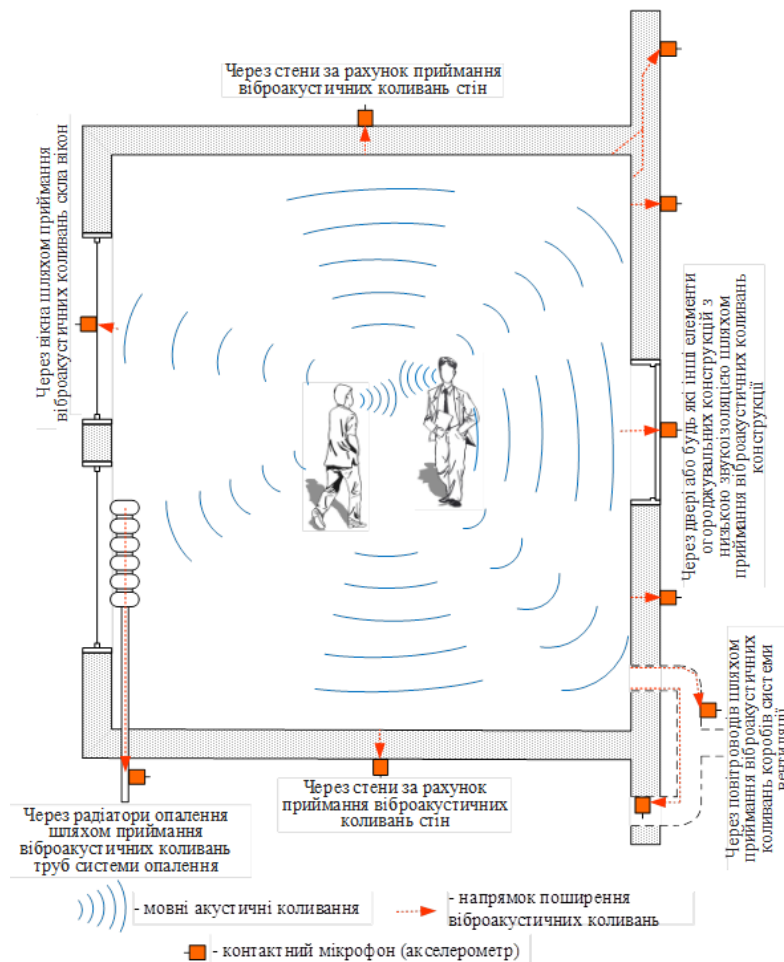 Через стени за рахунок приймання
віброакустичних коливань стін
Через вікна шляхом приймання
віброакустичних коливань скла вікон
Через двері або будь які інші елементи
огороджувальних конструкцій з
низькою звукоізоляцією шляхом
приймання віброакустичних коливань
конструкції
Через повітроводів шляхом
приймання віброакустичних
коливань коробів системи
вентиляції
Через стени за рахунок
приймання віброакустичних
коливань стін
Через радіатори опалення
шляхом приймання
віброакустичних коливань
труб системи опалення
- мовні акустичні коливання
- напрямок поширення
віброакустичних коливань
- контактний мікрофон (акселерометр)